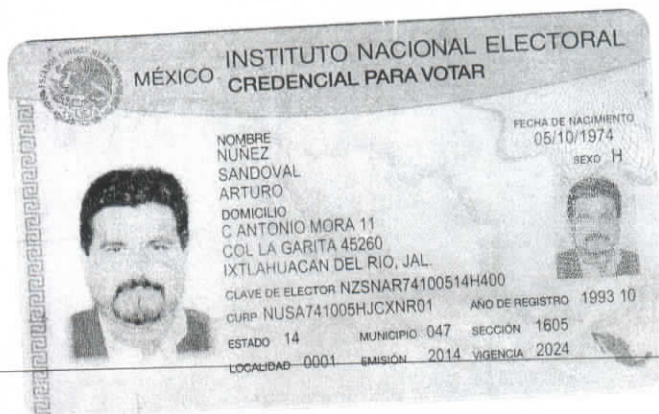 MÉXICO INSTITUTO NACIONAL ELECTORAL
CREDENCIAL PARA VOTAR
NOMBRE
NUÑEZ
SANDOVAL
ARTURO
FECHA DE NACIMIENTO
05/10/1974
SEXO H
DOMICILIO
C ANTONIO MORA 11
COL LA GARITA 45260
IXTLAHUACAN DEL RIO, JAL.
CLAVE DE ELECTOR NZSNAR74100514H400
CURP NUSA741005HJCXNR01 AÑO DE REGISTRO 1993 10
ESTADO 14 MUNICIPIO 047 SECCIÓN 1605
LOCALIDAD 0001 EMISIÓN 2014 VIGENCIA 2024